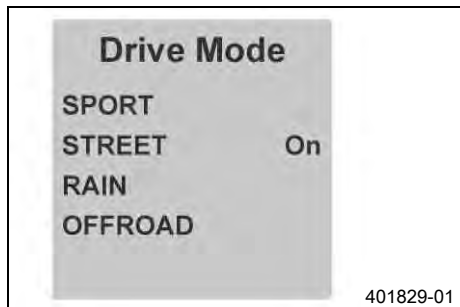 Drive Mode
SPORT
STREET On
RAIN
OFFROAD
401829-01